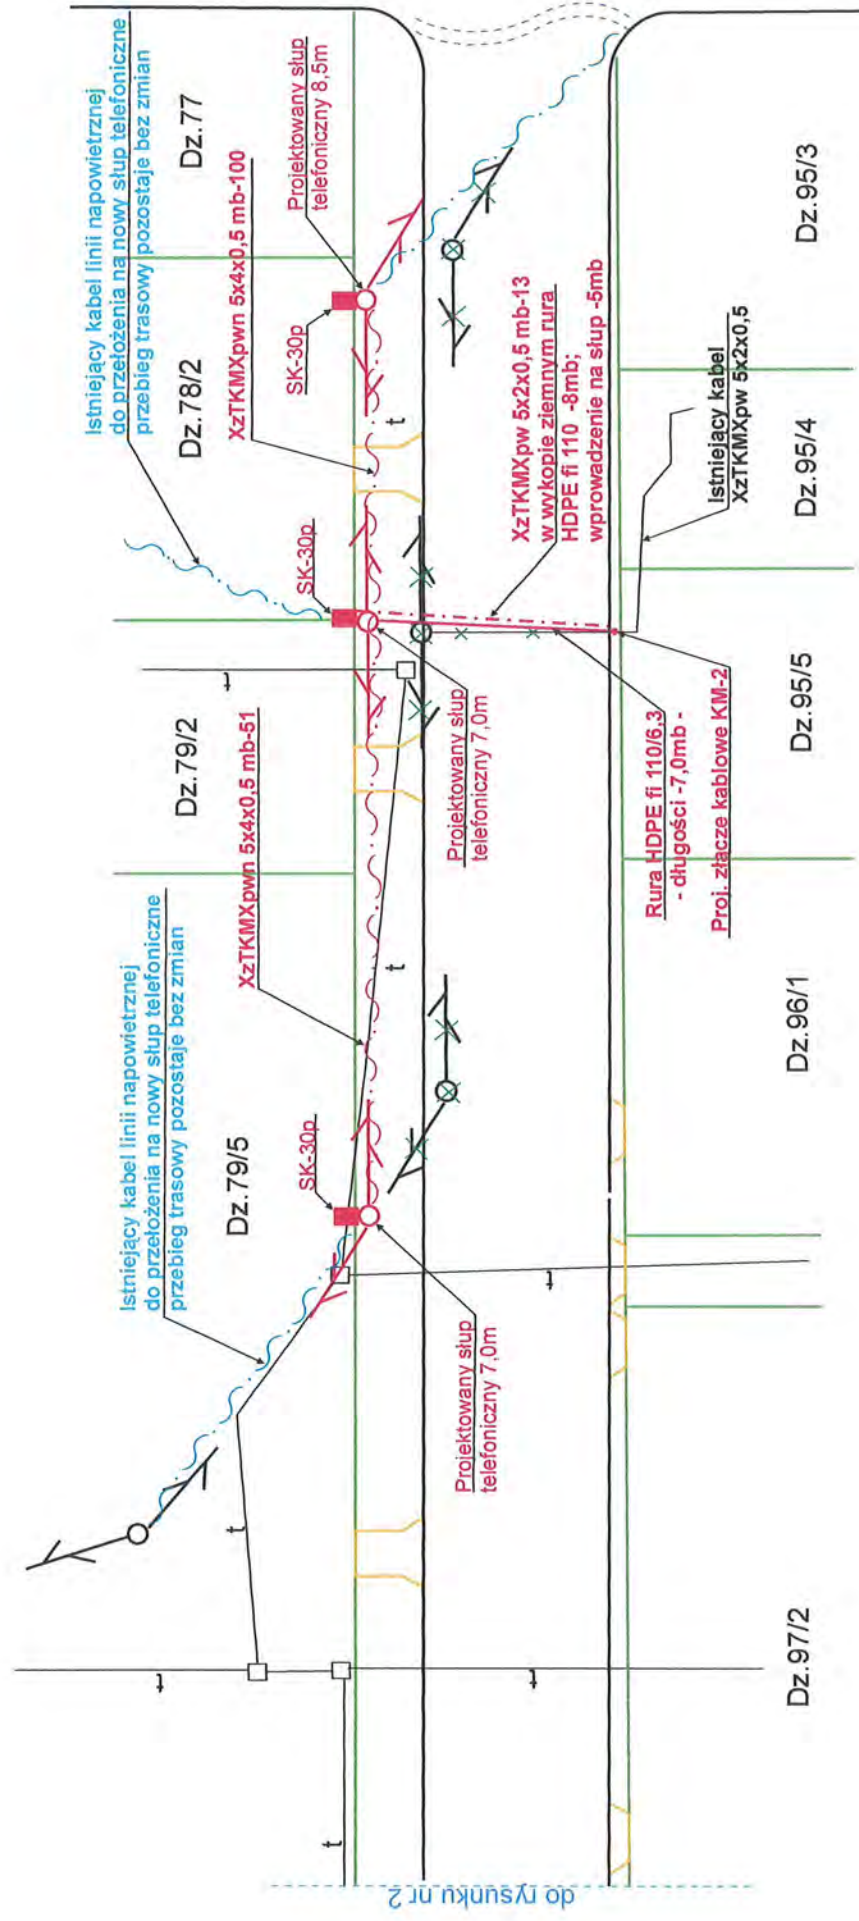 Istniejący kabel linii napowietrznej
do przełożenia na nowy słup telefoniczne
przebieg trasowy pozostaje bez zmian
Dz.79/5
SK-30p
XzTKMXpwn 5x4x0,5 mb-51
Dz.79/2
SK-30p
Istniejący kabel linii napowietrznej
do przełożenia na nowy słup telefoniczne
przebieg trasowy pozostaje bez zmian
Dz.78/2
XzTKMXpwn 5x4x0,5 mb-100
Dz.77
SK-30p
Projektowany słup
telefoniczny 8,5m
t
t
t
t
t
t
t
t
Projektowany słup
telefoniczny 7,0m
Projektowany słup
telefoniczny 7,0m
XzTKMXpw 5x2x0,5 mb-13
w wykopie ziemnym rura
HDPE fi 110 -8mb;
wprowadzenie na słup -5mb
Rura HDPE fi 110/6,3
- długości -7,0mb -
Proj. złącze kablowe KM-2
Istniejący kabel
XzTKMXpw 5x2x0,5
do rysunku nr 2
Dz.97/2
Dz.96/1
Dz.95/5
Dz.95/4
Dz.95/3